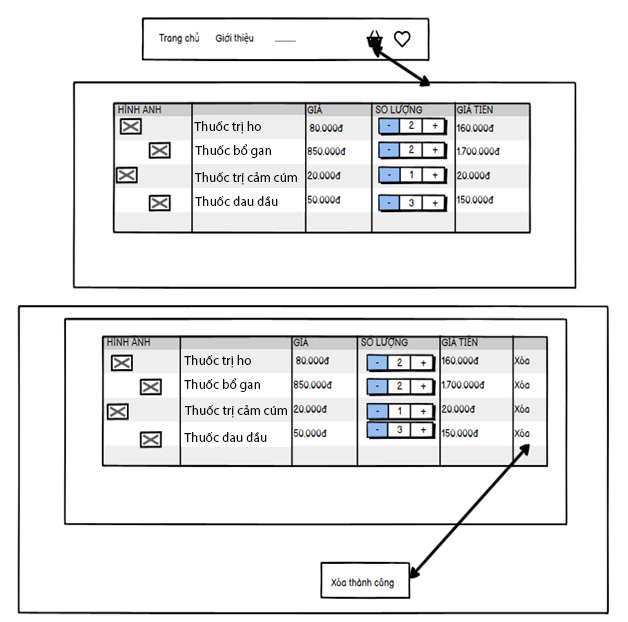 Trang chủ Giới thiệu ............
HÌNH ẢNH GIÁ SỐ LƯỢNG GIÁ TIỀN
Thuốc trị ho 80.000đ - 2 + 160.000đ
Thuốc bổ gan 850.000đ - 2 + 1.700.000đ
Thuốc trị cảm cúm 20.000đ - 1 + 20.000đ
Thuốc dau dầu 50.000đ - 3 + 150.000đ
HÌNH ẢNH GIÁ SỐ LƯỢNG GIÁ TIỀN
Thuốc trị ho 80.000đ - 2 + 160.000đ Xóa
Thuốc bổ gan 850.000đ - 2 + 1.700.000đ Xóa
Thuốc trị cảm cúm 20.000đ - 1 + 20.000đ Xóa
Thuốc dau dầu 50.000đ - 3 + 150.000đ Xóa
Xóa thành công